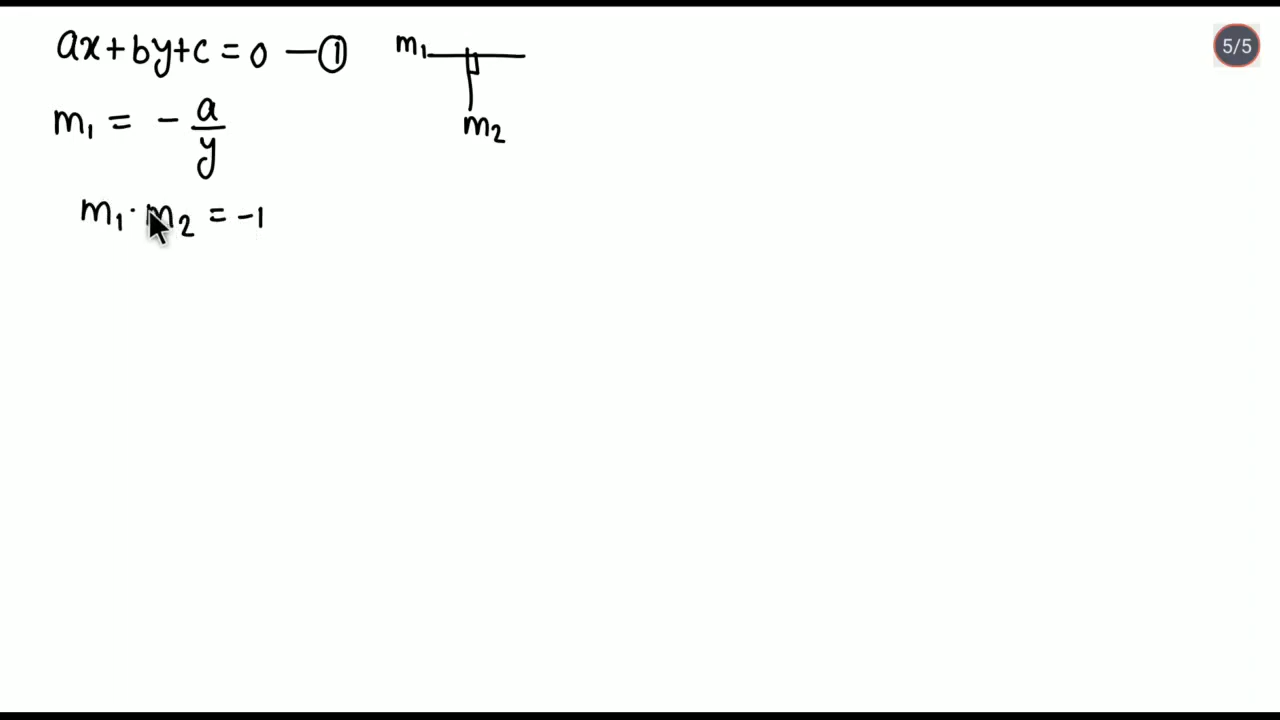 ax+by+c = 0 —①
m₁
5/5
m₂
m₁ = - a/y
m₁·m₂ = -1